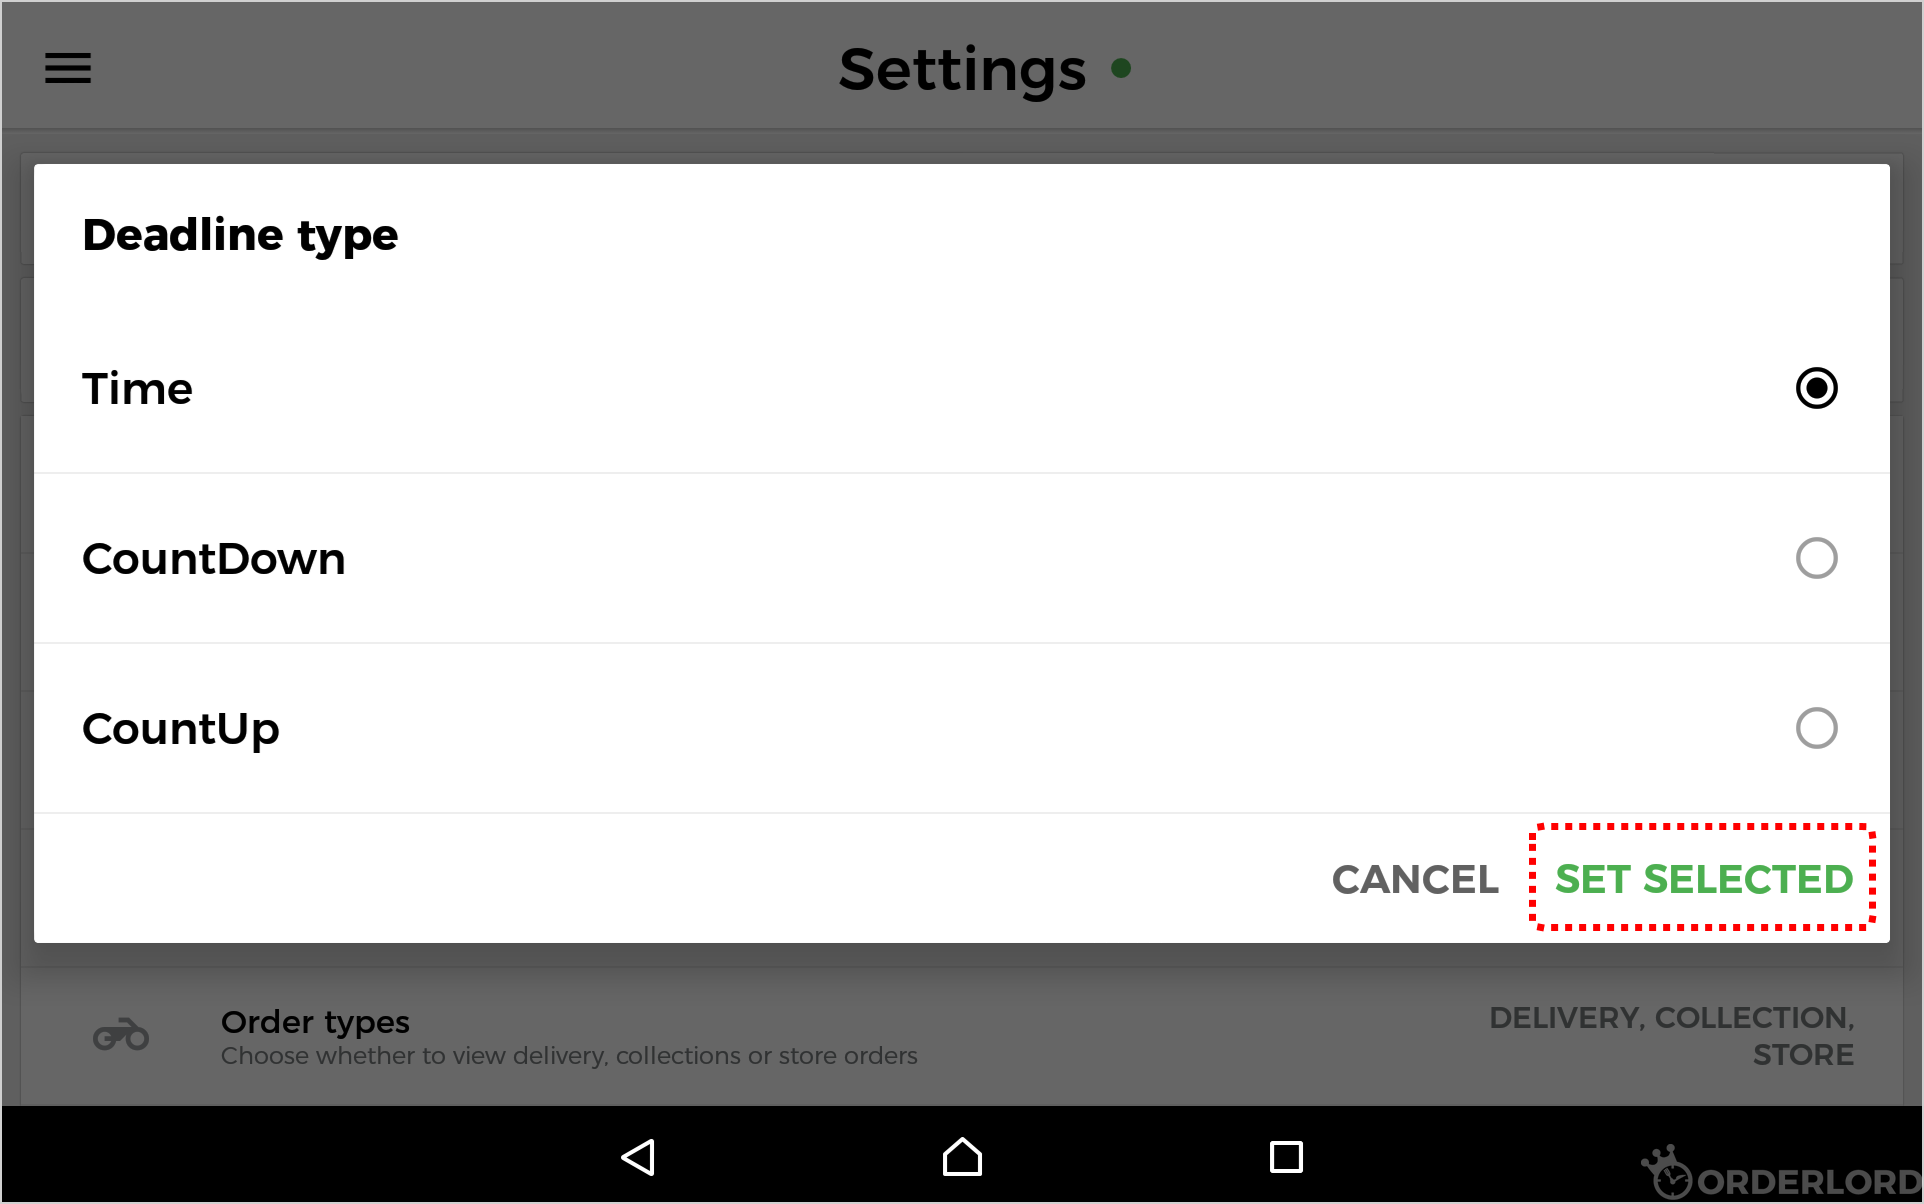 Settings
Deadline type
Time
CountDown
CountUp
CANCEL SET SELECTED
Order types
Choose whether to view delivery, collections or store orders
DELIVERY, COLLECTION,
STORE
ORDERLORD